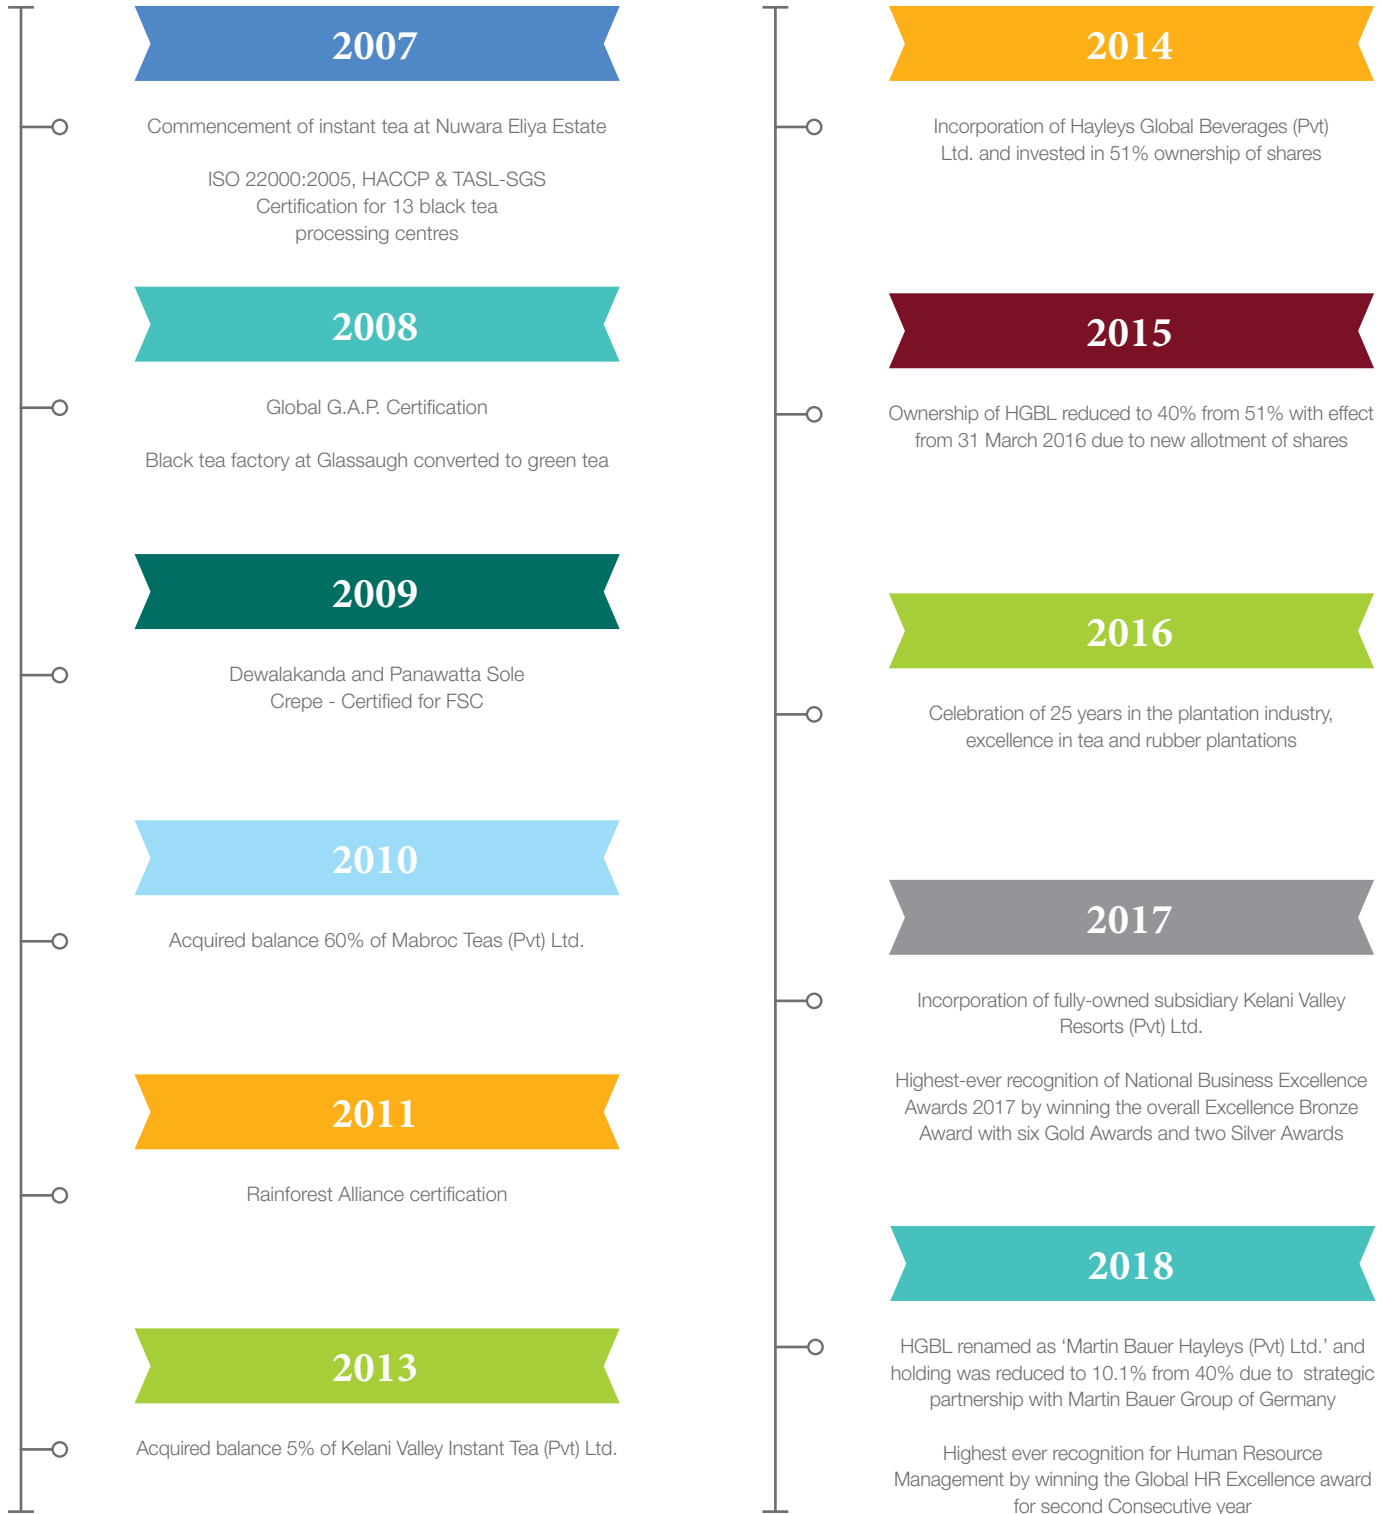 2007
Commencement of instant tea at Nuwara Eliya Estate
ISO 22000:2005, HACCP & TASL-SGS
Certification for 13 black tea
processing centres
2008
Global G.A.P. Certification
Black tea factory at Glassaugh converted to green tea
2009
Dewalakanda and Panawatta Sole
Crepe - Certified for FSC
2010
Acquired balance 60% of Mabroc Teas (Pvt) Ltd.
2011
Rainforest Alliance certification
2013
Acquired balance 5% of Kelani Valley Instant Tea (Pvt) Ltd.
2014
Incorporation of Hayleys Global Beverages (Pvt)
Ltd. and invested in 51% ownership of shares
2015
Ownership of HGBL reduced to 40% from 51% with effect
from 31 March 2016 due to new allotment of shares
2016
Celebration of 25 years in the plantation industry,
excellence in tea and rubber plantations
2017
Incorporation of fully-owned subsidiary Kelani Valley
Resorts (Pvt) Ltd.
Highest-ever recognition of National Business Excellence
Awards 2017 by winning the overall Excellence Bronze
Award with six Gold Awards and two Silver Awards
2018
HGBL renamed as ‘Martin Bauer Hayleys (Pvt) Ltd.’ and
holding was reduced to 10.1% from 40% due to strategic
partnership with Martin Bauer Group of Germany
Highest ever recognition for Human Resource
Management by winning the Global HR Excellence award
for second Consecutive year